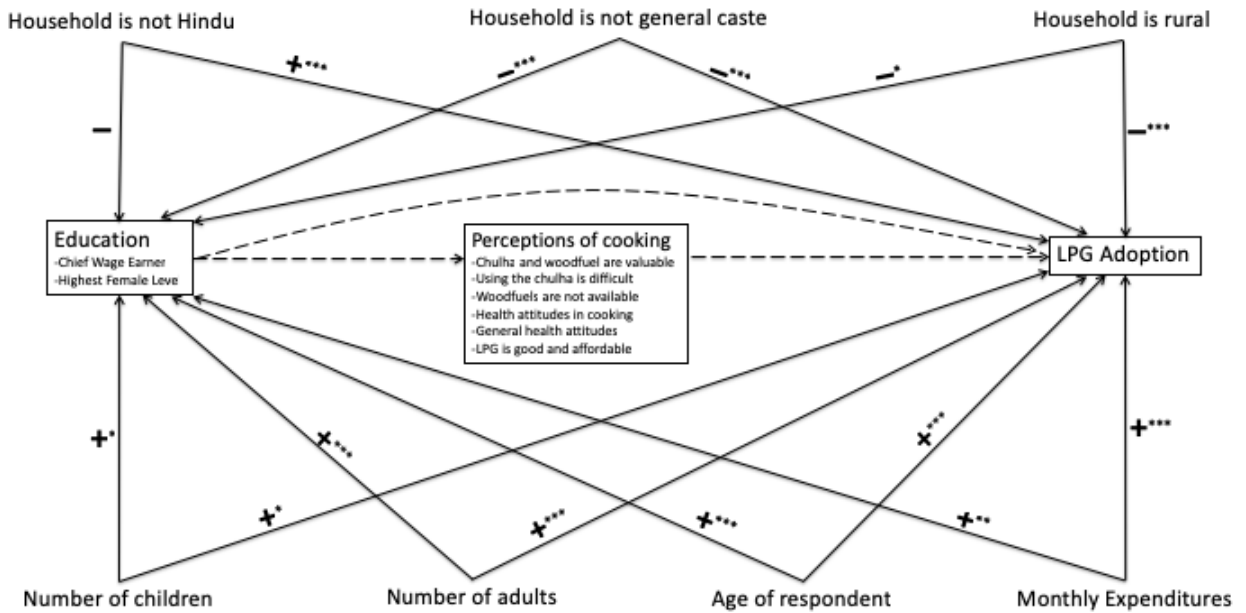 Household is not Hindu
Household is not general caste
Household is rural
+***
−***
−***
−*
−
−***
Education
-Chief Wage Earner
-Highest Female Leve
Perceptions of cooking
-Chulha and woodfuel are valuable
-Using the chulha is difficult
-Woodfuels are not available
-Health attitudes in cooking
-General health attitudes
-LPG is good and affordable
LPG Adoption
+*
+***
+***
+***
+*
+***
+***
+**
Number of children
Number of adults
Age of respondent
Monthly Expenditures